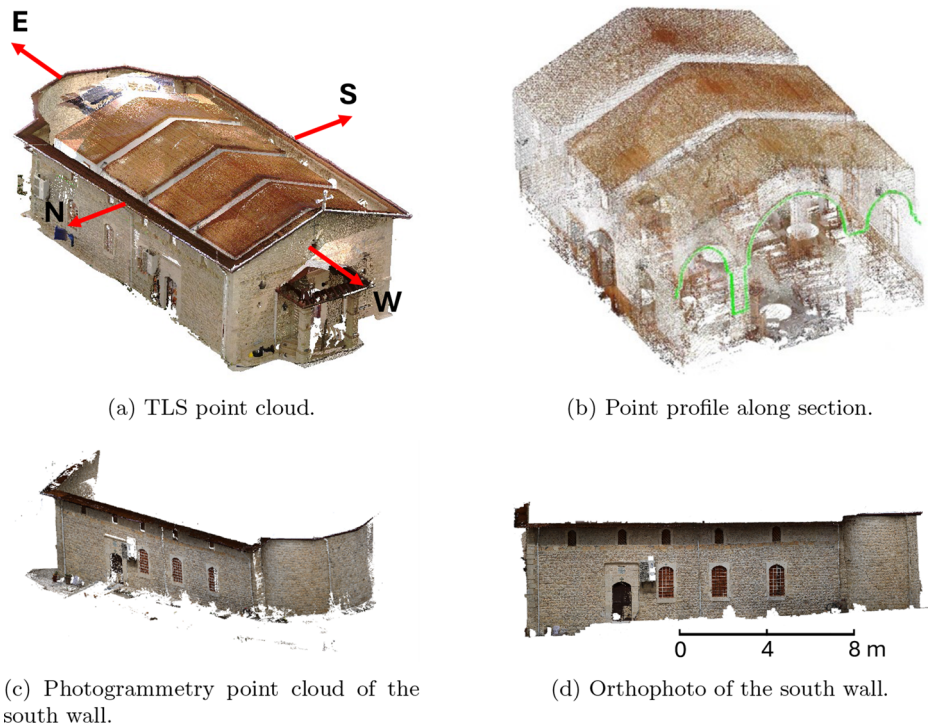 E
S
N
W
(a) TLS point cloud.
(b) Point profile along section.
0 4 8 m
(c) Photogrammetry point cloud of the
south wall.
(d) Orthophoto of the south wall.